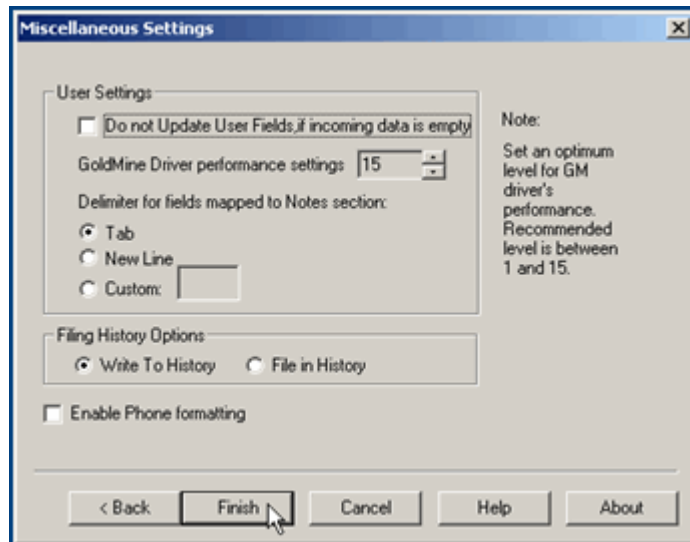 Miscellaneous Settings
User Settings
Do not Update User Fields,if incoming data is empty
GoldMine Driver performance settings 15
Delimiter for fields mapped to Notes section:
Tab
New Line
Custom:
Note:
Set an optimum
level for GM
driver's
performance.
Recommended
level is between
1 and 15.
Filing History Options
Write To History File in History
Enable Phone formatting
< Back Finish Cancel Help About